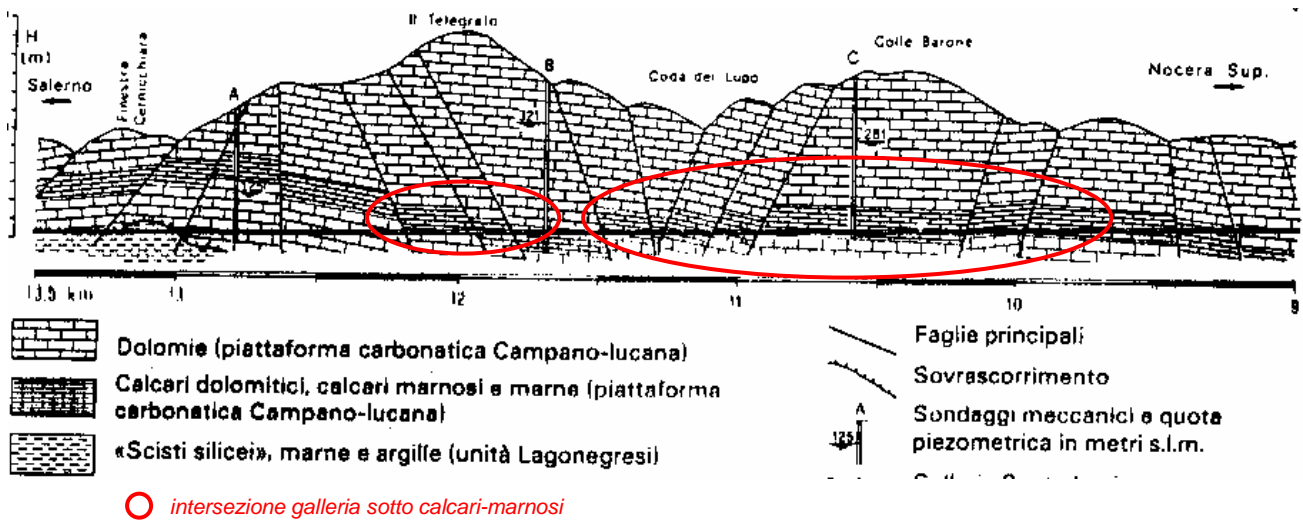 Il Telegrafo
H
(m)
Salerno
Finestra
Cernicchiara
A
B
Coda del Lupo
C
Colle Barone
Nocera Sup.
121
281
13.5 km
13
12
11
10
9
Dolomie (piattaforma carbonatica Campano-lucana)
Calcari dolomitici, calcari marnosi e marne (piattaforma
carbonatica Campano-lucana)
«Scisti silicei», marne e argille (unità Lagonegresi)
Faglie principali
Sovrascorrimento
A
125
Sondaggi meccanici e quota
piezometrica in metri s.l.m.
intersezione galleria sotto calcari-marnosi